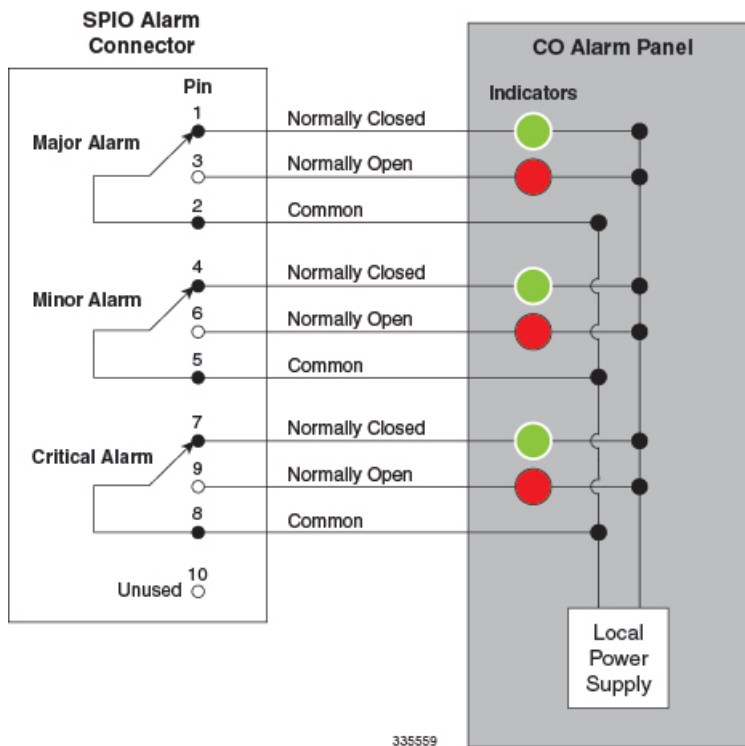 SPIO Alarm
Connector
CO Alarm Panel
Pin
Indicators
1
Normally Closed
Major Alarm
3
Normally Open
2
Common
4
Normally Closed
Minor Alarm
6
Normally Open
5
Common
7
Normally Closed
Critical Alarm
9
Normally Open
8
Common
10
Unused
Local
Power
Supply
335559